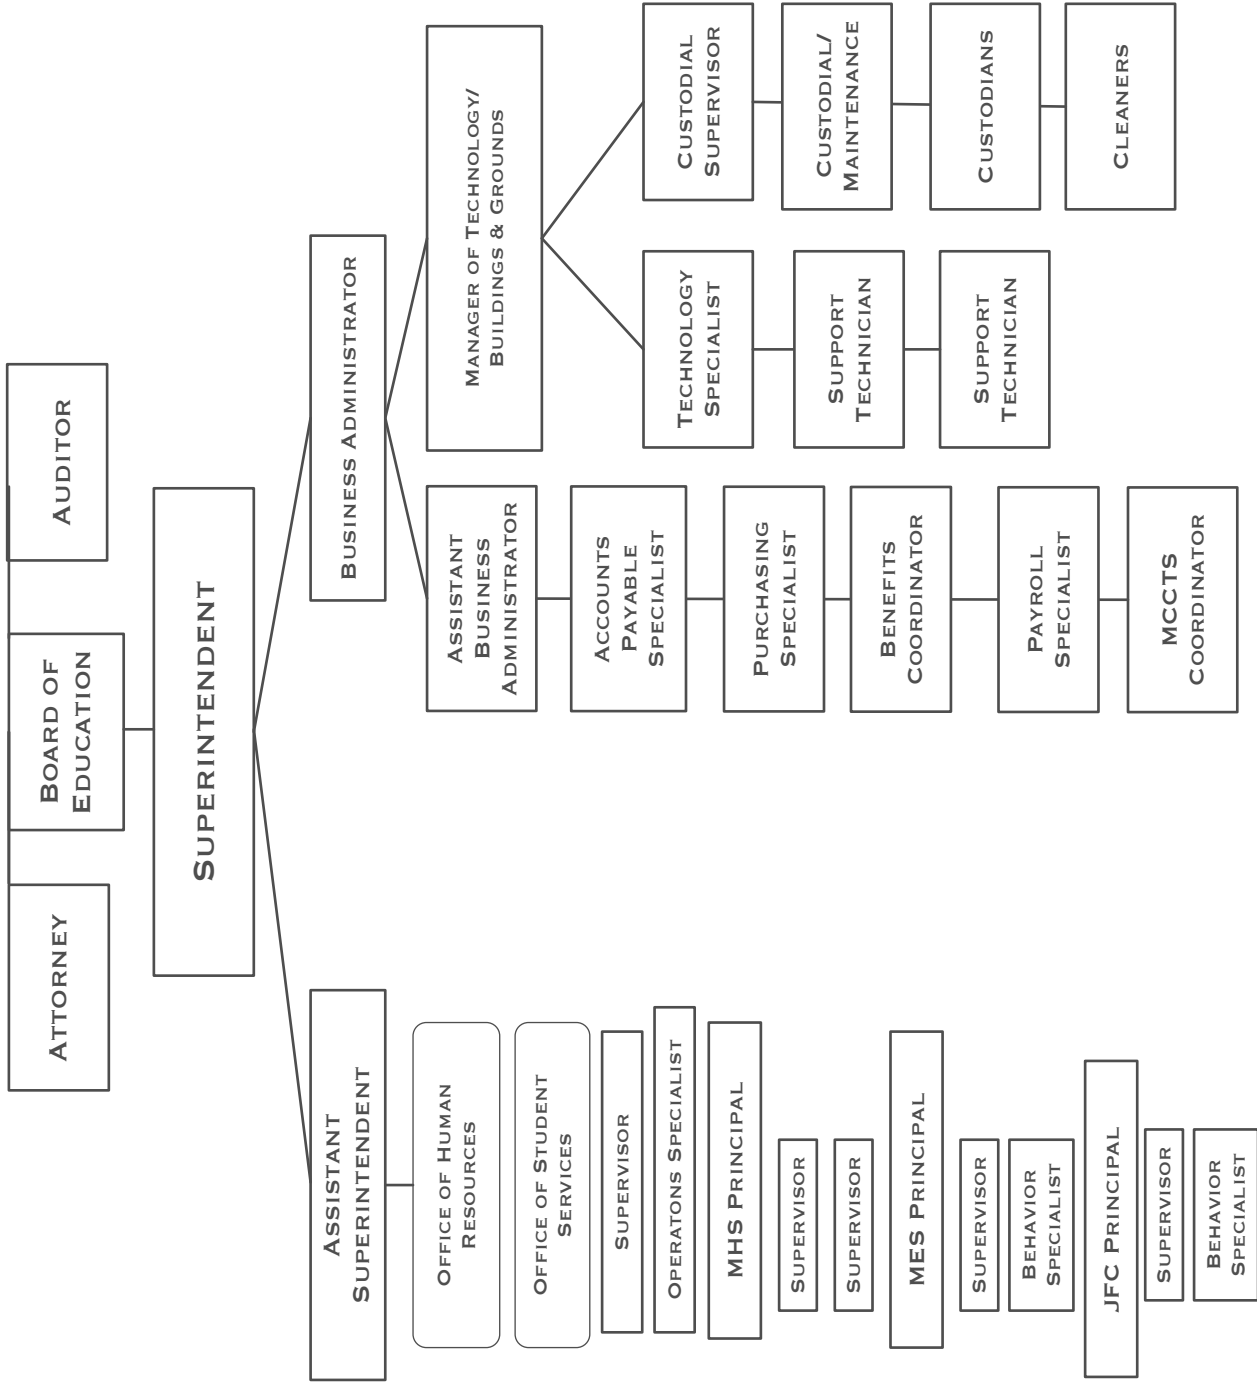 ATTORNEY
BOARD OF
EDUCATION
AUDITOR
SUPERINTENDENT
ASSISTANT
SUPERINTENDENT
OFFICE OF HUMAN
RESOURCES
OFFICE OF STUDENT
SERVICES
SUPERVISOR
OPERATONS SPECIALIST
MHS PRINCIPAL
SUPERVISOR
SUPERVISOR
MES PRINCIPAL
SUPERVISOR
BEHAVIOR
SPECIALIST
JFC PRINCIPAL
SUPERVISOR
BEHAVIOR
SPECIALIST
BUSINESS ADMINISTRATOR
ASSISTANT
BUSINESS
ADMINISTRATOR
ACCOUNTS
PAYABLE
SPECIALIST
PURCHASING
SPECIALIST
BENEFITS
COORDINATOR
PAYROLL
SPECIALIST
MCCTS
COORDINATOR
MANAGER OF TECHNOLOGY/
BUILDINGS & GROUNDS
TECHNOLOGY
SPECIALIST
SUPPORT
TECHNICIAN
SUPPORT
TECHNICIAN
CUSTODIAL
SUPERVISOR
CUSTODIAL/
MAINTENANCE
CUSTODIANS
CLEANERS